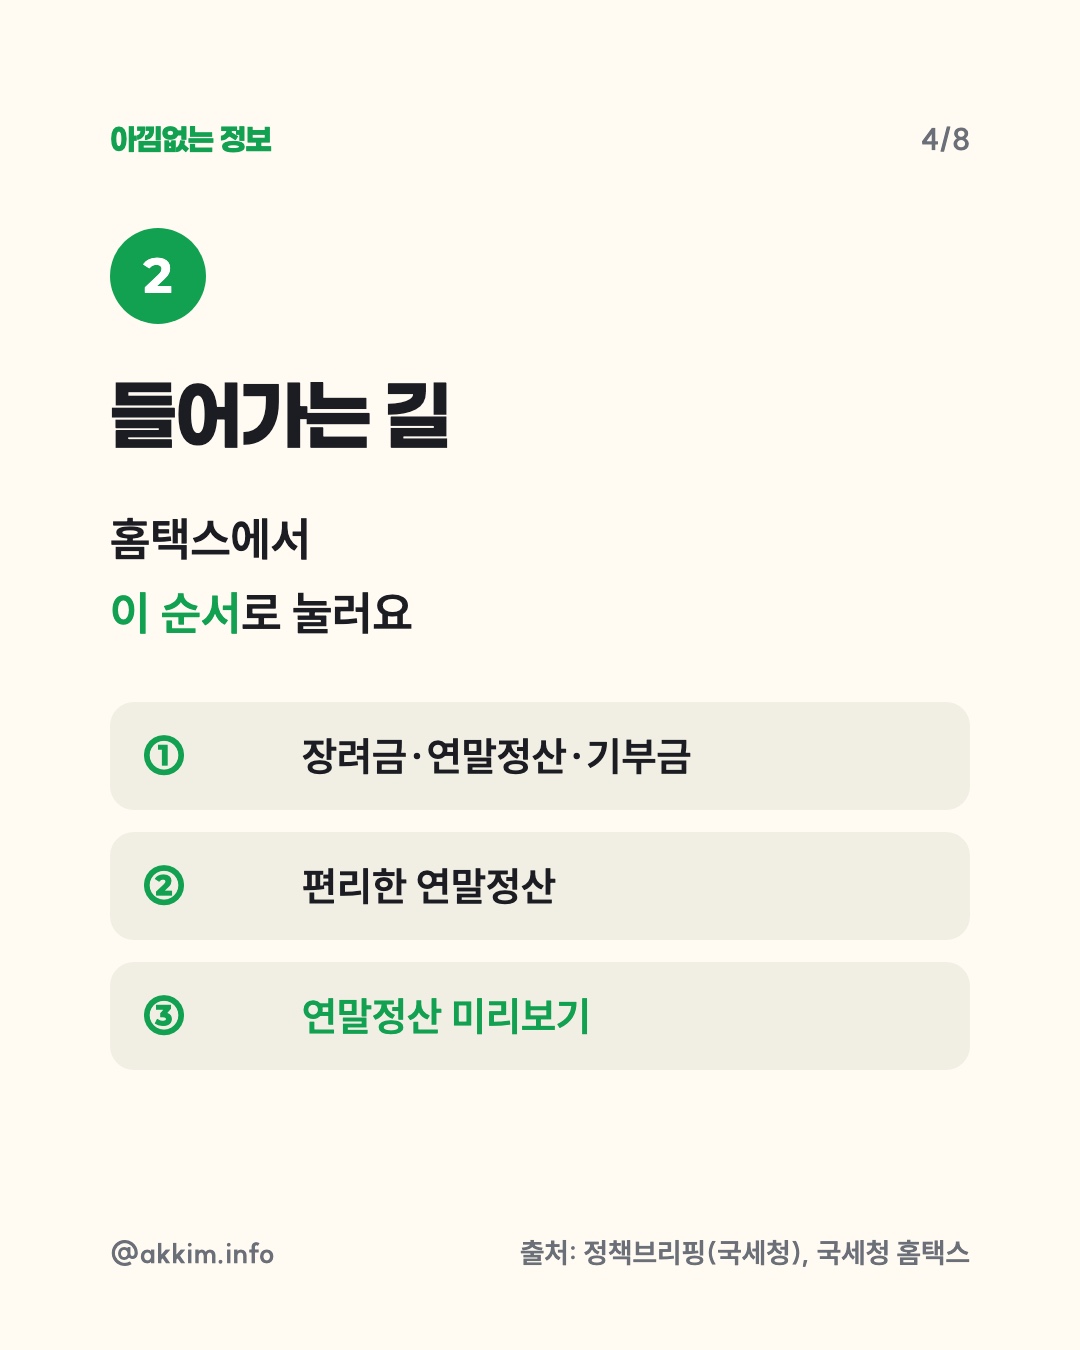 아낌없는 정보
4/8
2
들어가는 길
홈택스에서
이 순서로 눌러요
① 장려금·연말정산·기부금
② 편리한 연말정산
③ 연말정산 미리보기
@akkim.info
출처: 정책브리핑(국세청), 국세청 홈택스